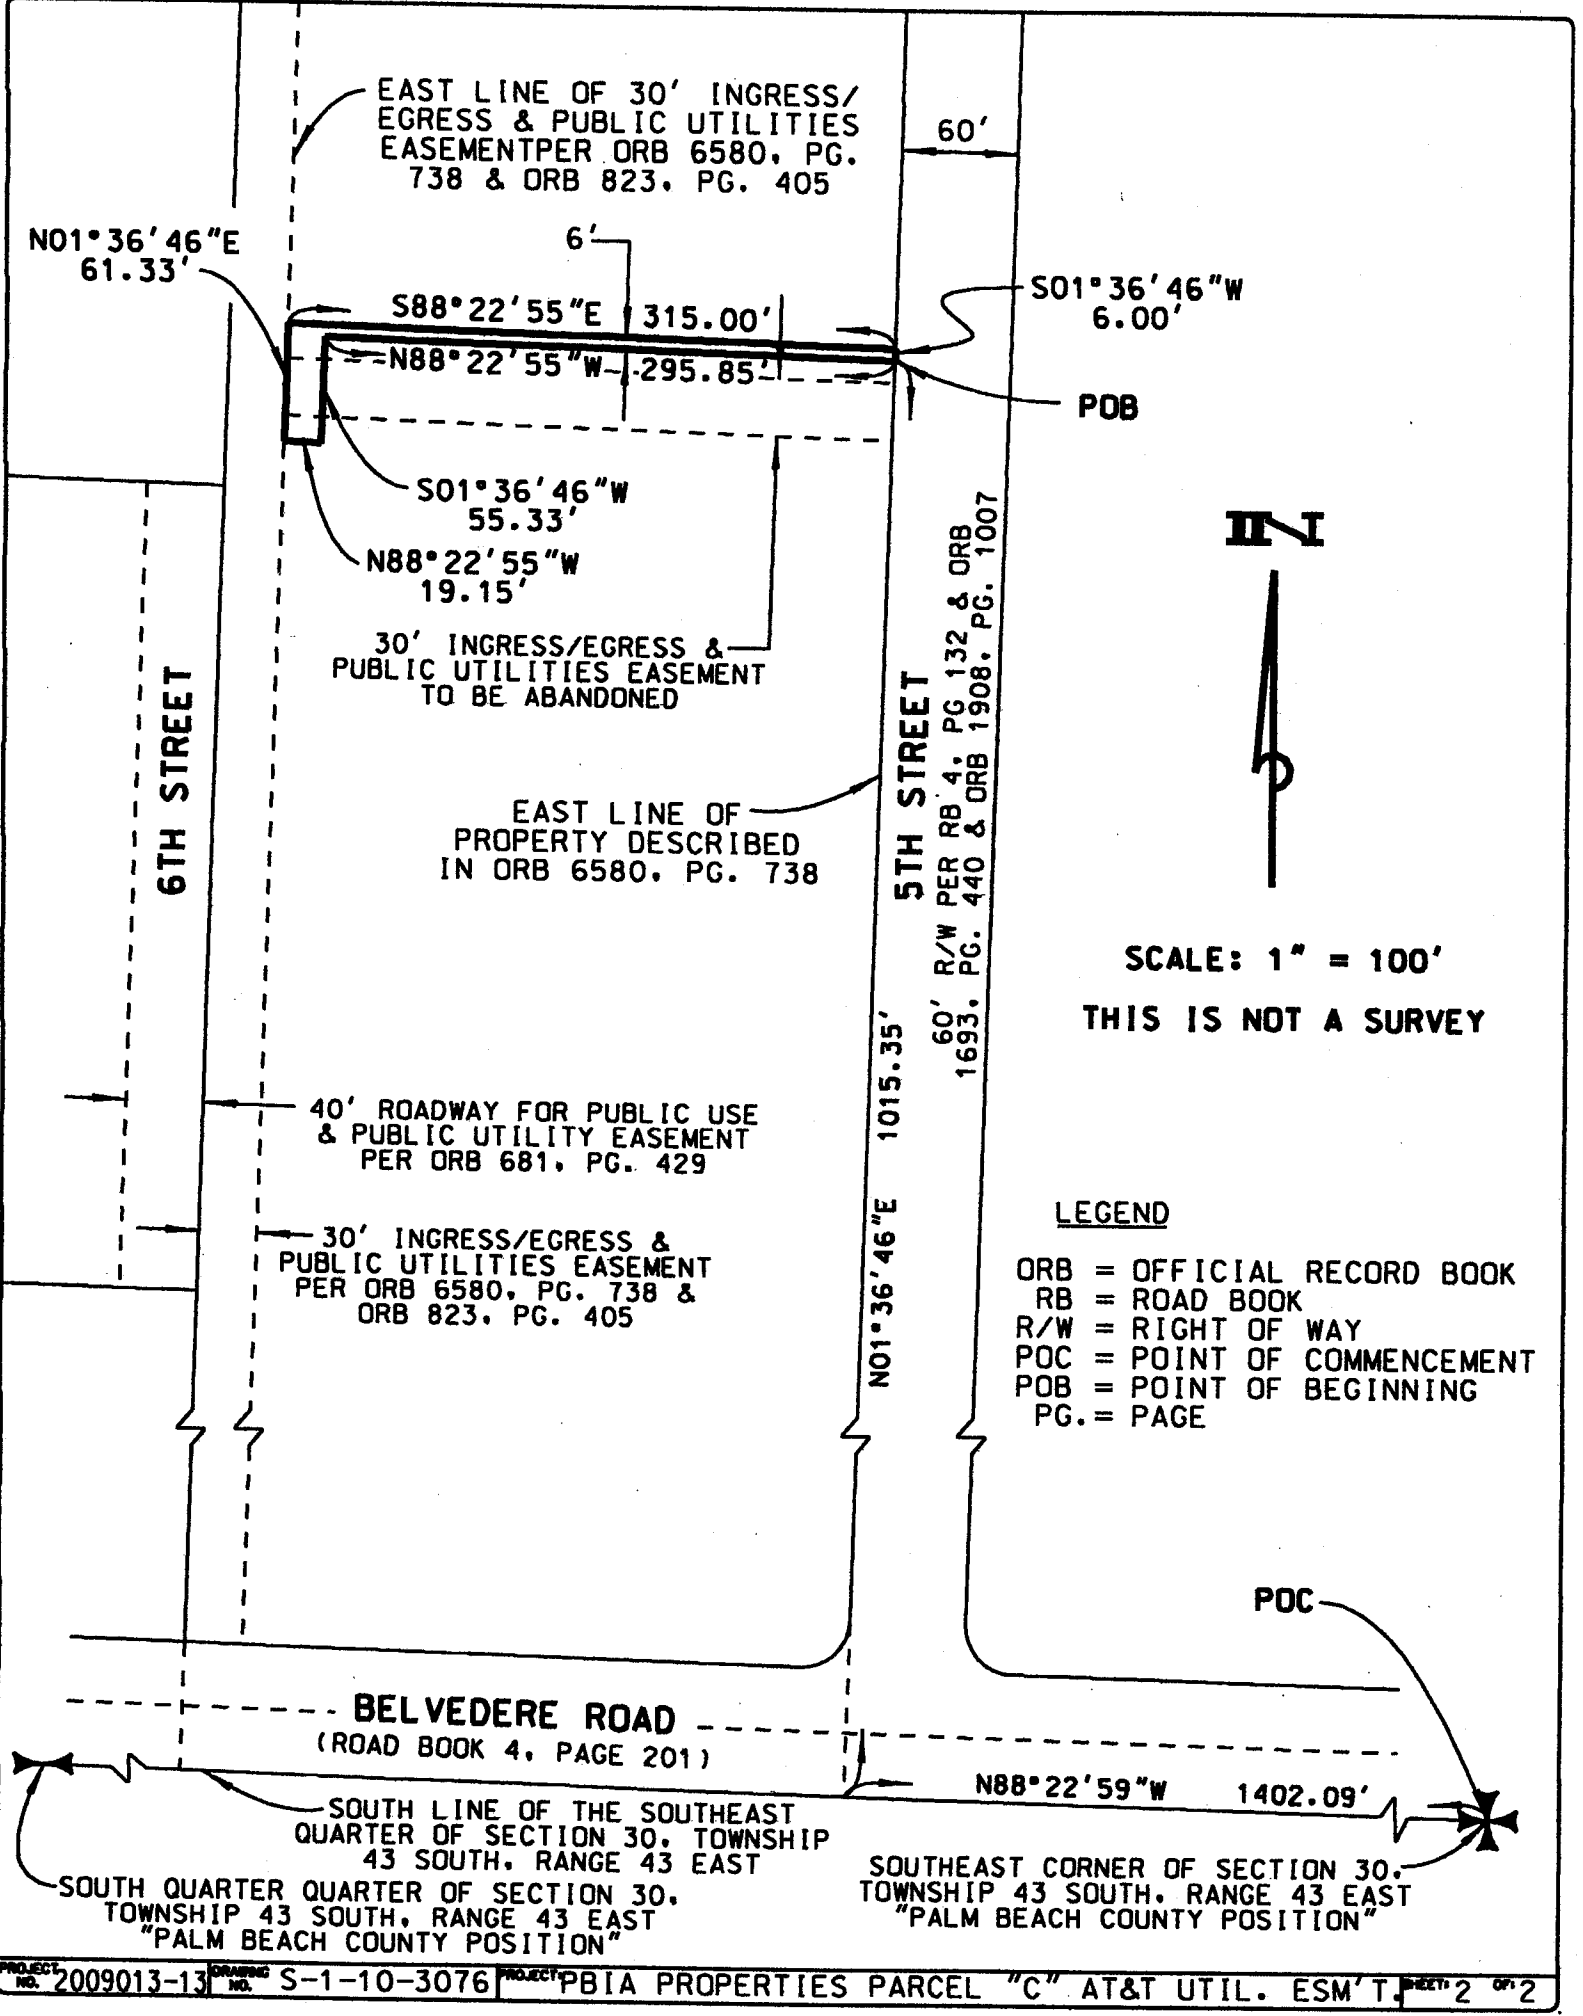 EAST LINE OF 30' INGRESS/
EGRESS & PUBLIC UTILITIES
EASEMENTPER ORB 6580, PG.
738 & ORB 823, PG. 405
60'
N01°36'46"E
61.33'
6'
S01°36'46"W
6.00'
S88°22'55"E 315.00'
N88°22'55"W 295.85'
POB
S01°36'46"W
55.33'
N88°22'55"W
19.15'
30' INGRESS/EGRESS &
PUBLIC UTILITIES EASEMENT
TO BE ABANDONED
N
6TH STREET
5TH STREET
60' R/W PER RB 4, PG 132 & ORB
1693, PG. 440 & ORB 1908, PG. 1007
EAST LINE OF
PROPERTY DESCRIBED
IN ORB 6580, PG. 738
SCALE: 1" = 100'
THIS IS NOT A SURVEY
N01°36'46"E 1015.35'
40' ROADWAY FOR PUBLIC USE
& PUBLIC UTILITY EASEMENT
PER ORB 681, PG. 429
30' INGRESS/EGRESS &
PUBLIC UTILITIES EASEMENT
PER ORB 6580, PG. 738 &
ORB 823, PG. 405
LEGEND
ORB = OFFICIAL RECORD BOOK
RB = ROAD BOOK
R/W = RIGHT OF WAY
POC = POINT OF COMMENCEMENT
POB = POINT OF BEGINNING
PG. = PAGE
POC
BELVEDERE ROAD
(ROAD BOOK 4, PAGE 201)
N88°22'59"W 1402.09'
SOUTH LINE OF THE SOUTHEAST
QUARTER OF SECTION 30, TOWNSHIP
43 SOUTH, RANGE 43 EAST
SOUTH QUARTER QUARTER OF SECTION 30,
TOWNSHIP 43 SOUTH, RANGE 43 EAST
"PALM BEACH COUNTY POSITION"
SOUTHEAST CORNER OF SECTION 30,
TOWNSHIP 43 SOUTH, RANGE 43 EAST
"PALM BEACH COUNTY POSITION"
PROJECT NO. 2009013-13 DRAWING NO. S-1-10-3076 PROJECT: PBIA PROPERTIES PARCEL "C" AT&T UTIL. ESM'T. SHEET: 2 OF: 2